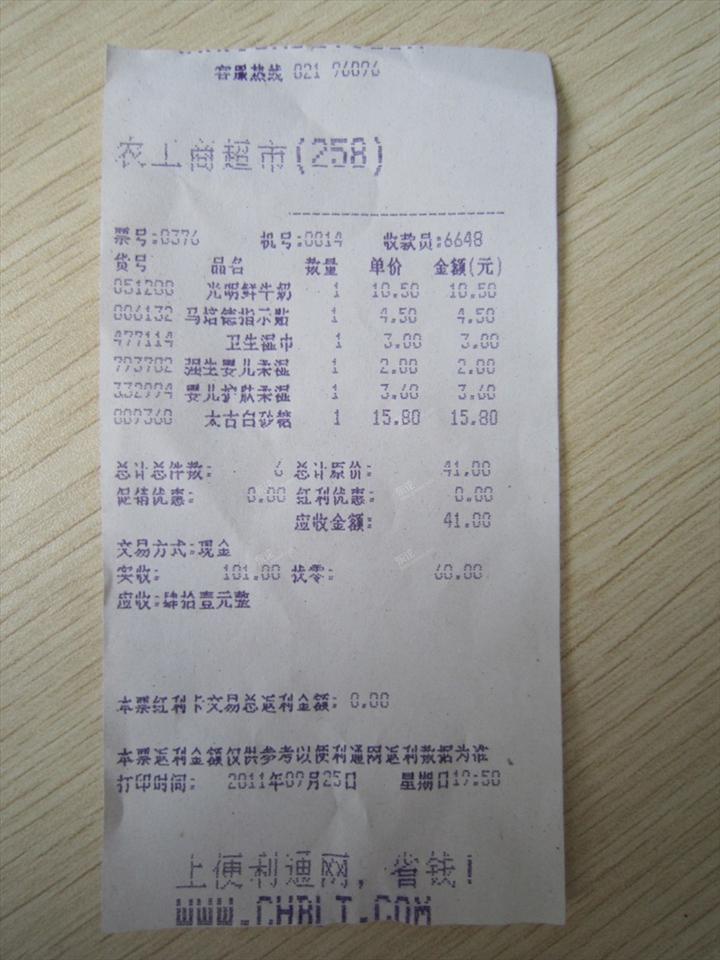 客服热线 021 96896
农工商超市(258)
票号:0376 机号:0014 收款员:6648
货号 品名 数量 单价 金额(元)
051200 光明鲜牛奶 1 10.50 10.50
006132 马培德指示贴 1 4.50 4.50
477114 卫生湿巾 1 3.00 3.00
793702 强生婴儿柔湿 1 2.00 2.00
332094 婴儿护肤柔湿 1 3.60 3.60
009360 太古白砂糖 1 15.80 15.80
总计总件数: 6 总计原价: 41.00
促销优惠: 0.00 红利优惠: 0.00
应收金额: 41.00
交易方式:现金
实收: 101.00 找零: 60.00
应收:肆拾壹元整
本票红利卡交易总返利金额: 0.00
本票返利金额仅供参考以便利通网返利数据为准
打印时间: 2011年09月25日 星期日19:50
上便利通网, 省钱!
WWW.CHBLT.COM